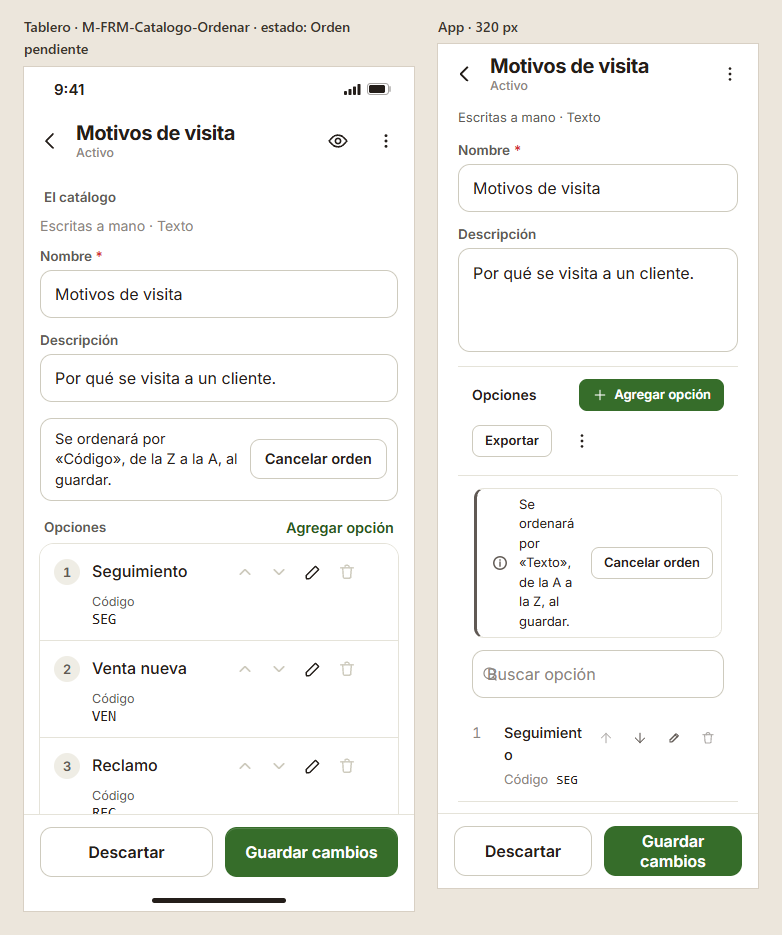 Tablero · M-FRM-Catalogo-Ordenar · estado: Orden
pendiente
9:41
Motivos de visita
Activo
El catálogo
Escritas a mano · Texto
Nombre *
Motivos de visita
Descripción
Por qué se visita a un cliente.
Se ordenará por
«Código», de la Z a la A, al
guardar.
Cancelar orden
Opciones
Agregar opción
1
Seguimiento
Código
SEG
2
Venta nueva
Código
VEN
3
Reclamo
Código
REC
Descartar
Guardar cambios
App · 320 px
Motivos de visita
Activo
Escritas a mano · Texto
Nombre *
Motivos de visita
Descripción
Por qué se visita a un cliente.
Opciones
Agregar opción
Exportar
Se
ordenará
por
«Texto»,
de la A a
la Z, al
guardar.
Cancelar orden
Buscar opción
1
Seguimient
o
Código SEG
Descartar
Guardar
cambios